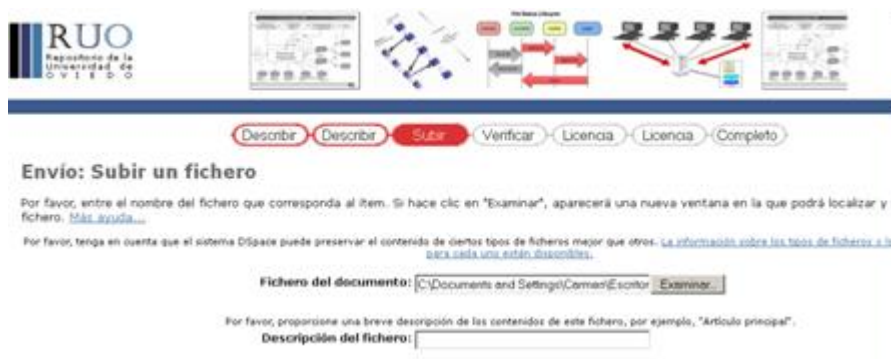 RUO
Repositorio de la
Universidad de
OVIEDO
Describir Describir Subir Verificar Licencia Licencia Completo
Envío: Subir un fichero
Por favor, entre el nombre del fichero que corresponda al ítem. Si hace clic en "Examinar", aparecerá una nueva ventana en la que podrá localizar y
fichero. Más ayuda...
Por favor, tenga en cuenta que el sistema DSpace puede preservar el contenido de ciertos tipos de ficheros mejor que otros. La información sobre los tipos de ficheros
para cada uno están disponibles.
Fichero del documento: C:\Documents and Settings\Carmen\Escritor Examinar...
Por favor, proporcione una breve descripción de los contenidos de este fichero, por ejemplo, "Artículo principal".
Descripción del fichero: